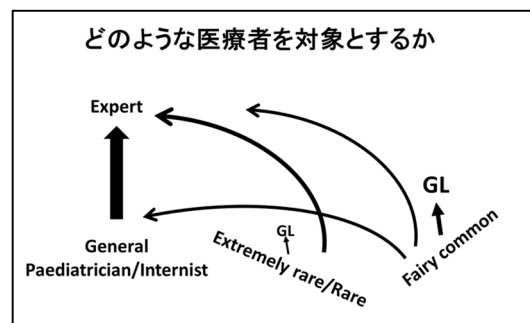 どのような医療者を対象とするか
Expert
GL
General
Paediatrician/Internist
GL
Extremely rare/Rare
Fairy common